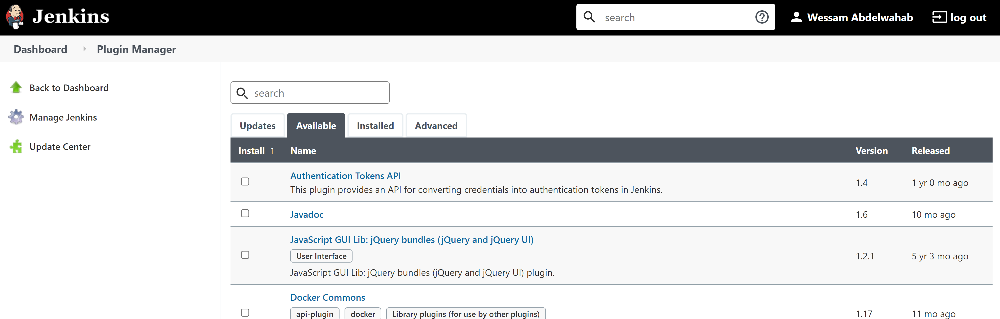 Jenkins
search
Wessam Abdelwahab
log out
Dashboard
Plugin Manager
Back to Dashboard
Manage Jenkins
Update Center
search
Updates
Available
Installed
Advanced
Install ↑ Name Version Released
Authentication Tokens API
This plugin provides an API for converting credentials into authentication tokens in Jenkins.
1.4 1 yr 0 mo ago
Javadoc 1.6 10 mo ago
JavaScript GUI Lib: jQuery bundles (jQuery and jQuery UI)
User Interface
JavaScript GUI Lib: jQuery bundles (jQuery and jQuery UI) plugin.
1.2.1 5 yr 3 mo ago
Docker Commons
api-plugin docker Library plugins (for use by other plugins)
1.17 11 mo ago